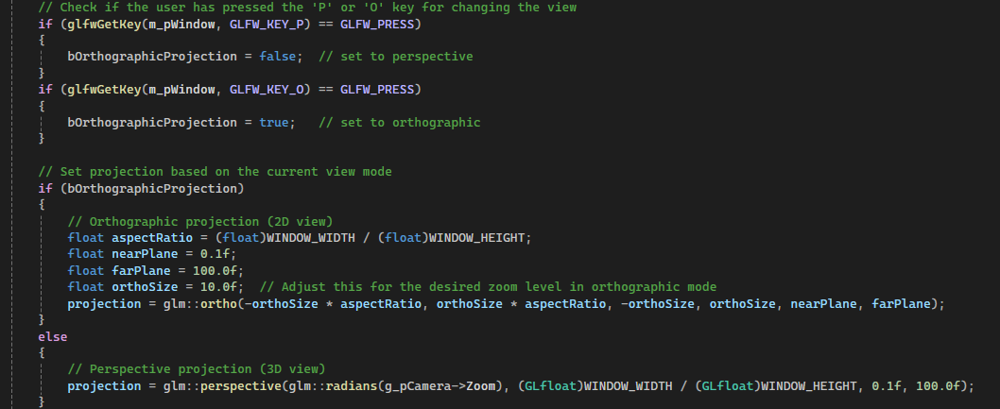 // Check if the user has pressed the 'P' or 'O' key for changing the view
if (glfwGetKey(m_pWindow, GLFW_KEY_P) == GLFW_PRESS)
{
    bOrthographicProjection = false;  // set to perspective
}
if (glfwGetKey(m_pWindow, GLFW_KEY_O) == GLFW_PRESS)
{
    bOrthographicProjection = true;   // set to orthographic
}

// Set projection based on the current view mode
if (bOrthographicProjection)
{
    // Orthographic projection (2D view)
    float aspectRatio = (float)WINDOW_WIDTH / (float)WINDOW_HEIGHT;
    float nearPlane = 0.1f;
    float farPlane = 100.0f;
    float orthoSize = 10.0f;  // Adjust this for the desired zoom level in orthographic mode
    projection = glm::ortho(-orthoSize * aspectRatio, orthoSize * aspectRatio, -orthoSize, orthoSize, nearPlane, farPlane);
}
else
{
    // Perspective projection (3D view)
    projection = glm::perspective(glm::radians(g_pCamera->Zoom), (GLfloat)WINDOW_WIDTH / (GLfloat)WINDOW_HEIGHT, 0.1f, 100.0f);
}